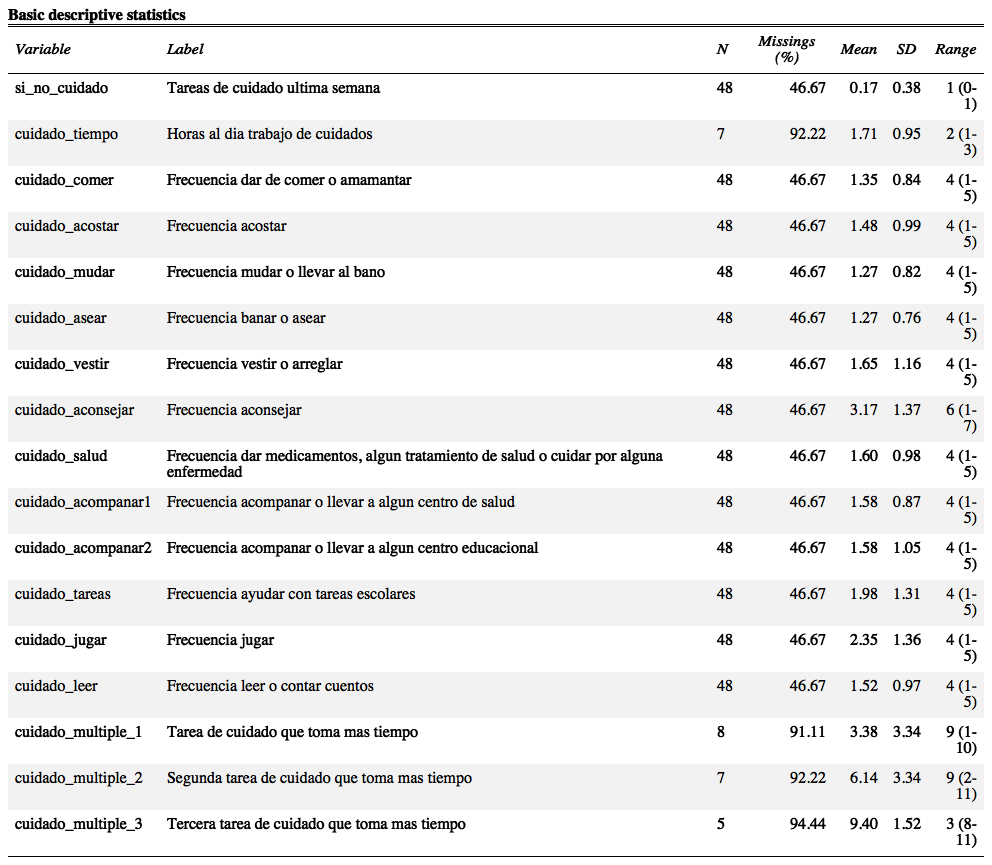 Basic descriptive statistics
Variable Label N Missings (%) Mean SD Range
si_no_cuidado Tareas de cuidado ultima semana 48 46.67 0.17 0.38 1 (0-1)
cuidado_tiempo Horas al dia trabajo de cuidados 7 92.22 1.71 0.95 2 (1-3)
cuidado_comer Frecuencia dar de comer o amamantar 48 46.67 1.35 0.84 4 (1-5)
cuidado_acostar Frecuencia acostar 48 46.67 1.48 0.99 4 (1-5)
cuidado_mudar Frecuencia mudar o llevar al bano 48 46.67 1.27 0.82 4 (1-5)
cuidado_asear Frecuencia banar o asear 48 46.67 1.27 0.76 4 (1-5)
cuidado_vestir Frecuencia vestir o arreglar 48 46.67 1.65 1.16 4 (1-5)
cuidado_aconsejar Frecuencia aconsejar 48 46.67 3.17 1.37 6 (1-7)
cuidado_salud Frecuencia dar medicamentos, algun tratamiento de salud o cuidar por alguna enfermedad 48 46.67 1.60 0.98 4 (1-5)
cuidado_acompanar1 Frecuencia acompanar o llevar a algun centro de salud 48 46.67 1.58 0.87 4 (1-5)
cuidado_acompanar2 Frecuencia acompanar o llevar a algun centro educacional 48 46.67 1.58 1.05 4 (1-5)
cuidado_tareas Frecuencia ayudar con tareas escolares 48 46.67 1.98 1.31 4 (1-5)
cuidado_jugar Frecuencia jugar 48 46.67 2.35 1.36 4 (1-5)
cuidado_leer Frecuencia leer o contar cuentos 48 46.67 1.52 0.97 4 (1-5)
cuidado_multiple_1 Tarea de cuidado que toma mas tiempo 8 91.11 3.38 3.34 9 (1-10)
cuidado_multiple_2 Segunda tarea de cuidado que toma mas tiempo 7 92.22 6.14 3.34 9 (2-11)
cuidado_multiple_3 Tercera tarea de cuidado que toma mas tiempo 5 94.44 9.40 1.52 3 (8-11)